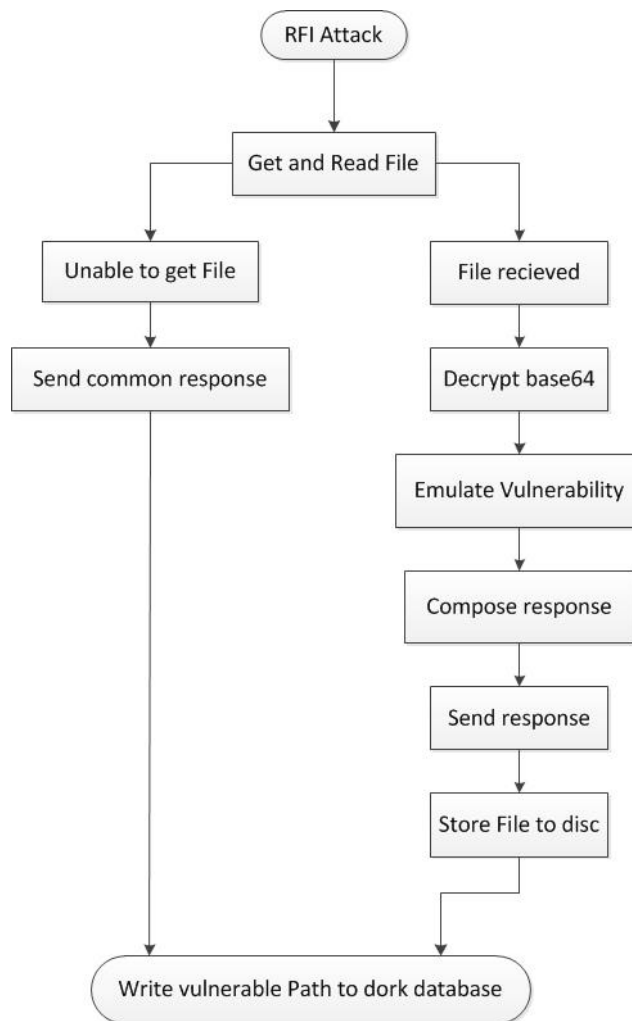 RFI Attack
Get and Read File
Unable to get File
File recieved
Send common response
Decrypt base64
Emulate Vulnerability
Compose response
Send response
Store File to disc
Write vulnerable Path to dork database